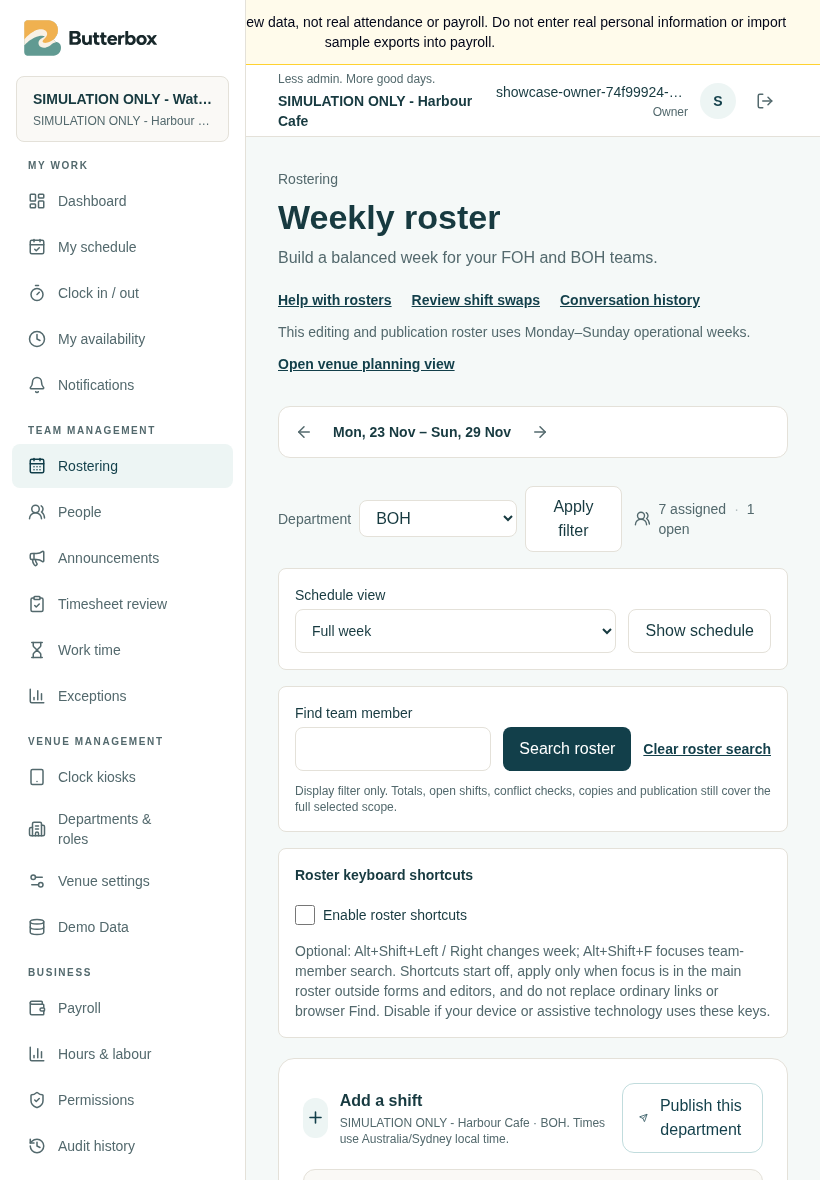 Butterbox
SIMULATION ONLY - Wat…
SIMULATION ONLY - Harbour …
MY WORK
Dashboard
My schedule
Clock in / out
My availability
Notifications
TEAM MANAGEMENT
Rostering
People
Announcements
Timesheet review
Work time
Exceptions
VENUE MANAGEMENT
Clock kiosks
Departments &
roles
Venue settings
Demo Data
BUSINESS
Payroll
Hours & labour
Permissions
Audit history
ew data, not real attendance or payroll. Do not enter real personal information or import
sample exports into payroll.
Less admin. More good days.
SIMULATION ONLY - Harbour
Cafe
showcase-owner-74f99924-…
Owner
S
Rostering
Weekly roster
Build a balanced week for your FOH and BOH teams.
Help with rosters Review shift swaps Conversation history
This editing and publication roster uses Monday–Sunday operational weeks.
Open venue planning view
Mon, 23 Nov – Sun, 29 Nov
Department BOH
Apply
filter
7 assigned · 1
open
Schedule view
Full week Show schedule
Find team member
Search roster Clear roster search
Display filter only. Totals, open shifts, conflict checks, copies and publication still cover the
full selected scope.
Roster keyboard shortcuts
Enable roster shortcuts
Optional: Alt+Shift+Left / Right changes week; Alt+Shift+F focuses team-
member search. Shortcuts start off, apply only when focus is in the main
roster outside forms and editors, and do not replace ordinary links or
browser Find. Disable if your device or assistive technology uses these keys.
Add a shift
SIMULATION ONLY - Harbour Cafe · BOH. Times
use Australia/Sydney local time.
Publish this
department